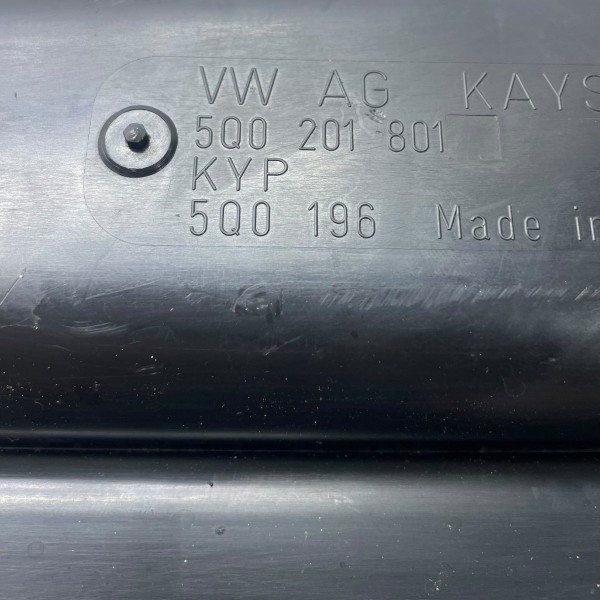 VW AG KAYS
5Q0 201 801
KYP
5Q0 196 Made in